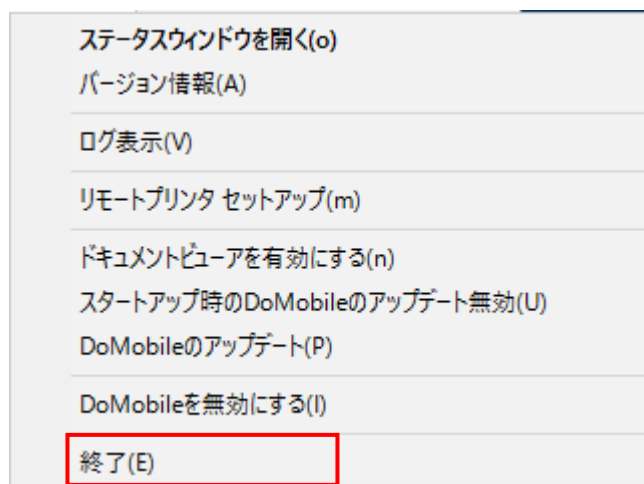 ステータスウィンドウを開く(o)
バージョン情報(A)
ログ表示(V)
リモートプリンタ セットアップ(m)
ドキュメントビューアを有効にする(n)
スタートアップ時のDoMobileのアップデート無効(U)
DoMobileのアップデート(P)
DoMobileを無効にする(I)
終了(E)